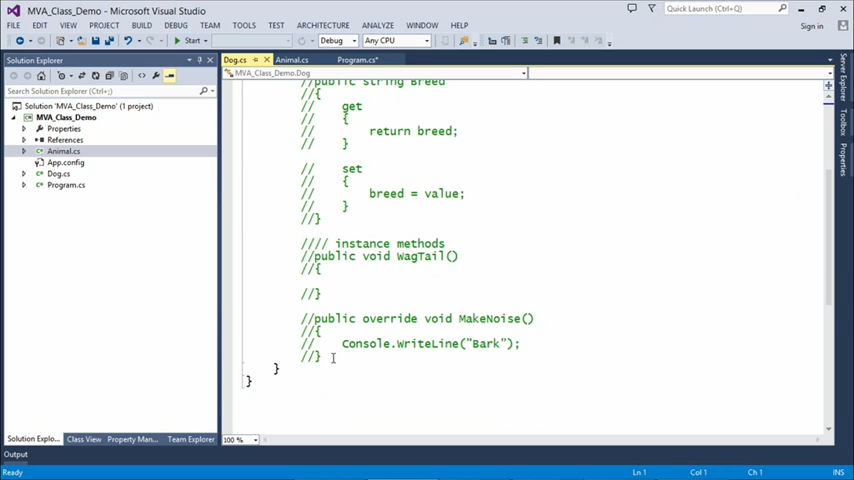 MVA_Class_Demo - Microsoft Visual Studio
Quick Launch (Ctrl+Q)
FILE EDIT VIEW PROJECT BUILD DEBUG TEAM TOOLS TEST ARCHITECTURE ANALYZE WINDOW HELP
Sign in
Start Debug Any CPU
Solution Explorer
Dog.cs Animal.cs Program.cs*
MVA_Class_Demo.Dog
Search Solution Explorer (Ctrl+;)
Solution 'MVA_Class_Demo' (1 project)
MVA_Class_Demo
Properties
References
Animal.cs
App.config
Dog.cs
Program.cs
//public string Breed
//{
// get
// {
// return breed;
// }
// set
// {
// breed = value;
// }
//}
//// instance methods
//public void WagTail()
//{
//}
//public override void MakeNoise()
//{
// Console.WriteLine("Bark");
//}
}
}
Server Explorer
Toolbox
Properties
100 %
Solution Explo... Class View Property Man... Team Explorer
Output
Ready Ln 1 Col 1 Ch 1 INS